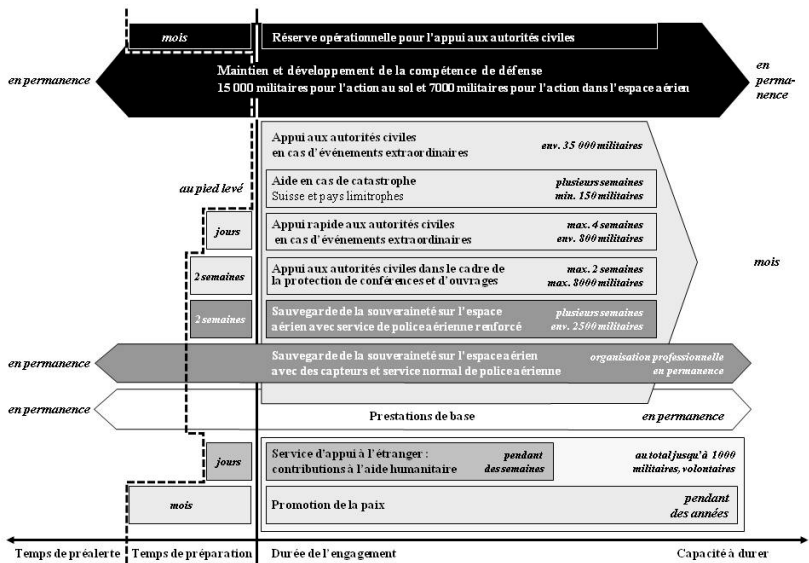 mois
Réserve opérationnelle pour l'appui aux autorités civiles
en permanence
Maintien et développement de la compétence de défense
15 000 militaires pour l'action au sol et 7000 militaires pour l'action dans l'espace aérien
en
perma-
nence
Appui aux autorités civiles
en cas d'événements extraordinaires
env. 35 000 militaires
au pied levé
Aide en cas de catastrophe
Suisse et pays limitrophes
plusieurs semaines
min. 150 militaires
jours
Appui rapide aux autorités civiles
en cas d'événements extraordinaires
max. 4 semaines
env. 800 militaires
2 semaines
Appui aux autorités civiles dans le cadre de
la protection de conférences et d'ouvrages
max. 2 semaines
max. 8000 militaires
mois
2 semaines
Sauvegarde de la souveraineté sur l'espace
aérien avec service de police aérienne renforcé
plusieurs semaines
env. 2500 militaires
en permanence
Sauvegarde de la souveraineté sur l'espace aérien
avec des capteurs et service normal de police aérienne
organisation professionnelle
en permanence
en permanence
Prestations de base
en permanence
jours
Service d'appui à l'étranger :
contributions à l'aide humanitaire
pendant
des semaines
au total jusqu'à 1000
militaires, volontaires
mois
Promotion de la paix
pendant
des années
Temps de préalerte
Temps de préparation
Durée de l'engagement
Capacité à durer